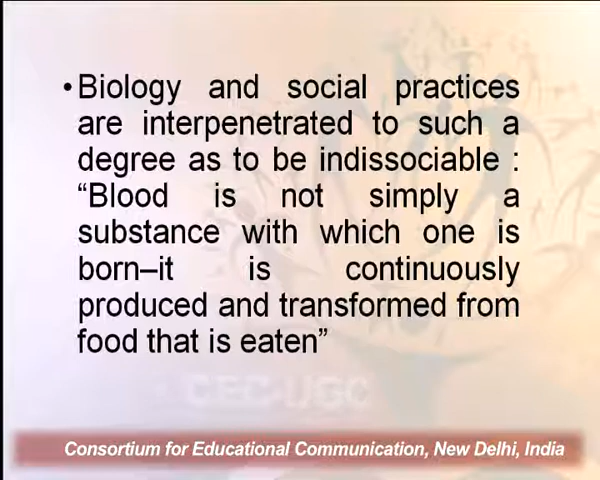 •Biology and social practices
are interpenetrated to such a
degree as to be indissociable :
“Blood is not simply a
substance with which one is
born–it is continuously
produced and transformed from
food that is eaten”
CEC-UGC
Consortium for Educational Communication, New Delhi, India